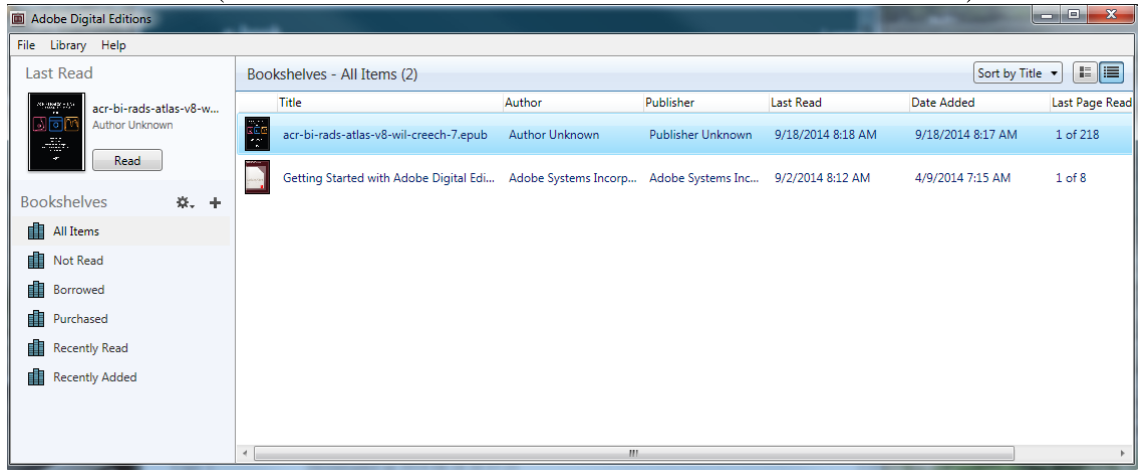 Adobe Digital Editions
File Library Help
Last Read
acr-bi-rads-atlas-v8-w...
Author Unknown
Read
Bookshelves
All Items
Not Read
Borrowed
Purchased
Recently Read
Recently Added
Bookshelves - All Items (2)
Sort by Title
Title Author Publisher Last Read Date Added Last Page Read
acr-bi-rads-atlas-v8-wil-creech-7.epub Author Unknown Publisher Unknown 9/18/2014 8:18 AM 9/18/2014 8:17 AM 1 of 218
Getting Started with Adobe Digital Edi... Adobe Systems Incorp... Adobe Systems Inc... 9/2/2014 8:12 AM 4/9/2014 7:15 AM 1 of 8